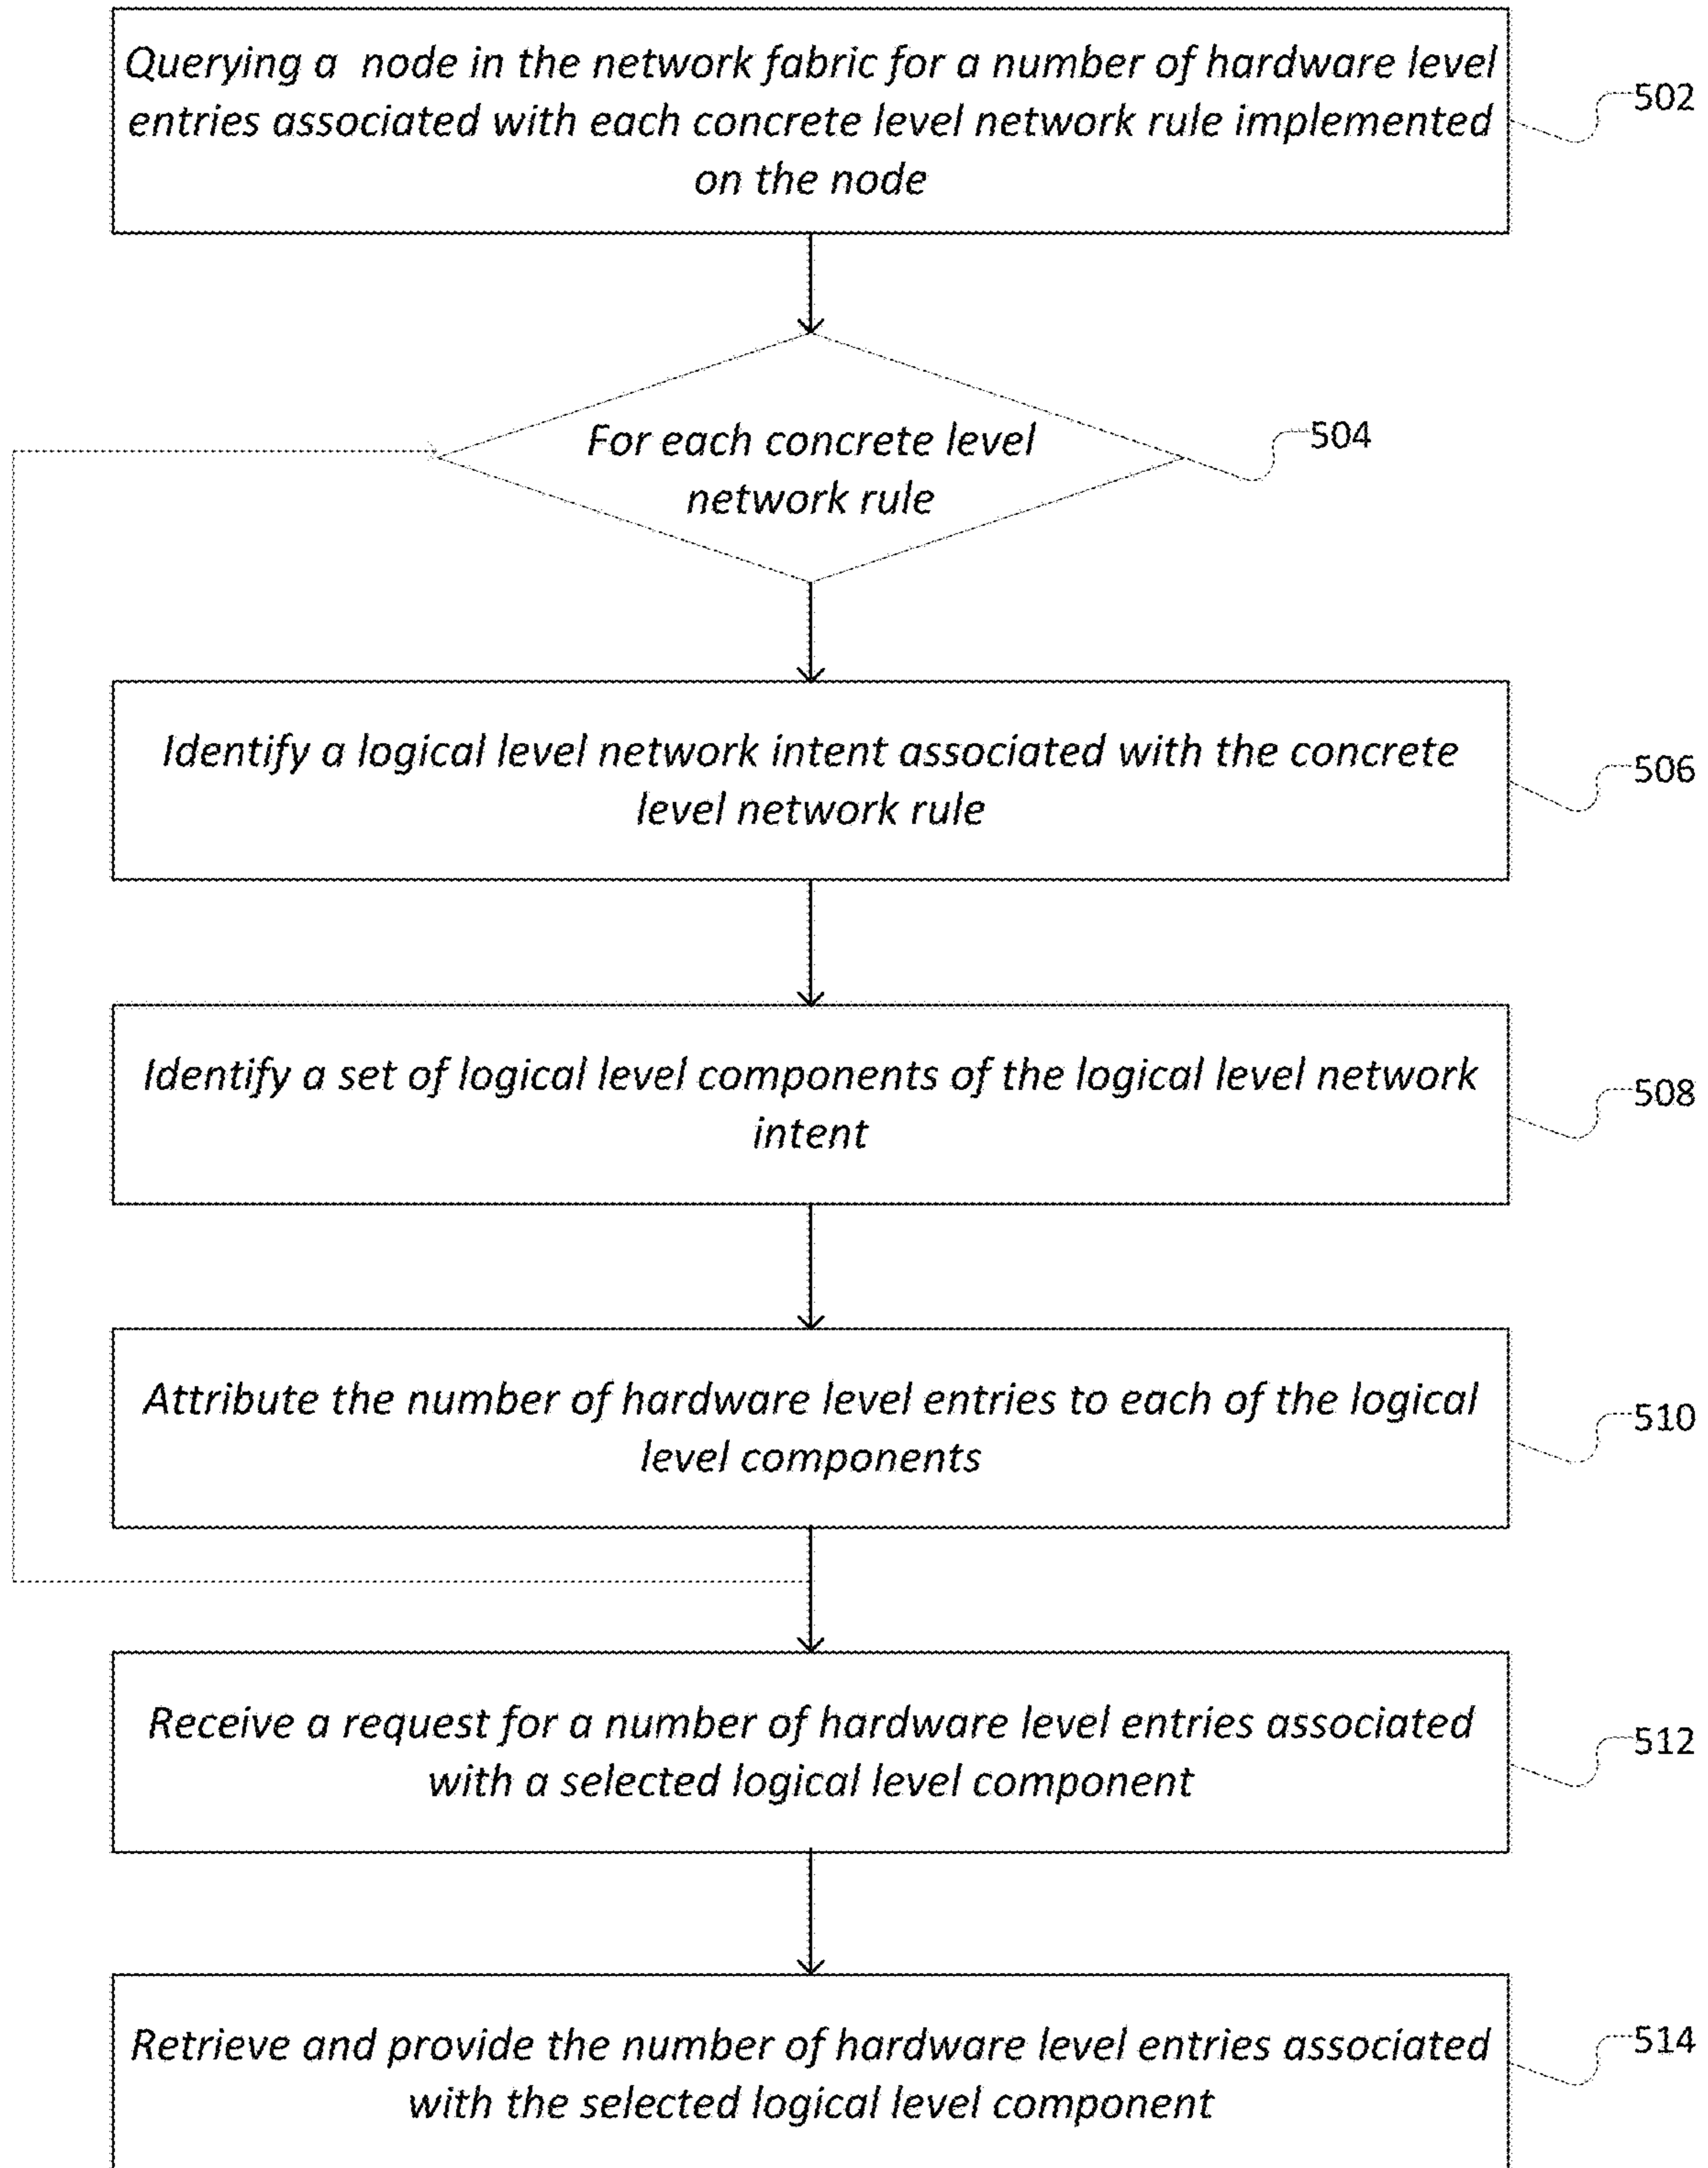 Querying a node in the network fabric for a number of hardware level
entries associated with each concrete level network rule implemented
on the node
502
For each concrete level
network rule
504
Identify a logical level network intent associated with the concrete
level network rule
506
Identify a set of logical level components of the logical level network
intent
508
Attribute the number of hardware level entries to each of the logical
level components
510
Receive a request for a number of hardware level entries associated
with a selected logical level component
512
Retrieve and provide the number of hardware level entries associated
with the selected logical level component
514